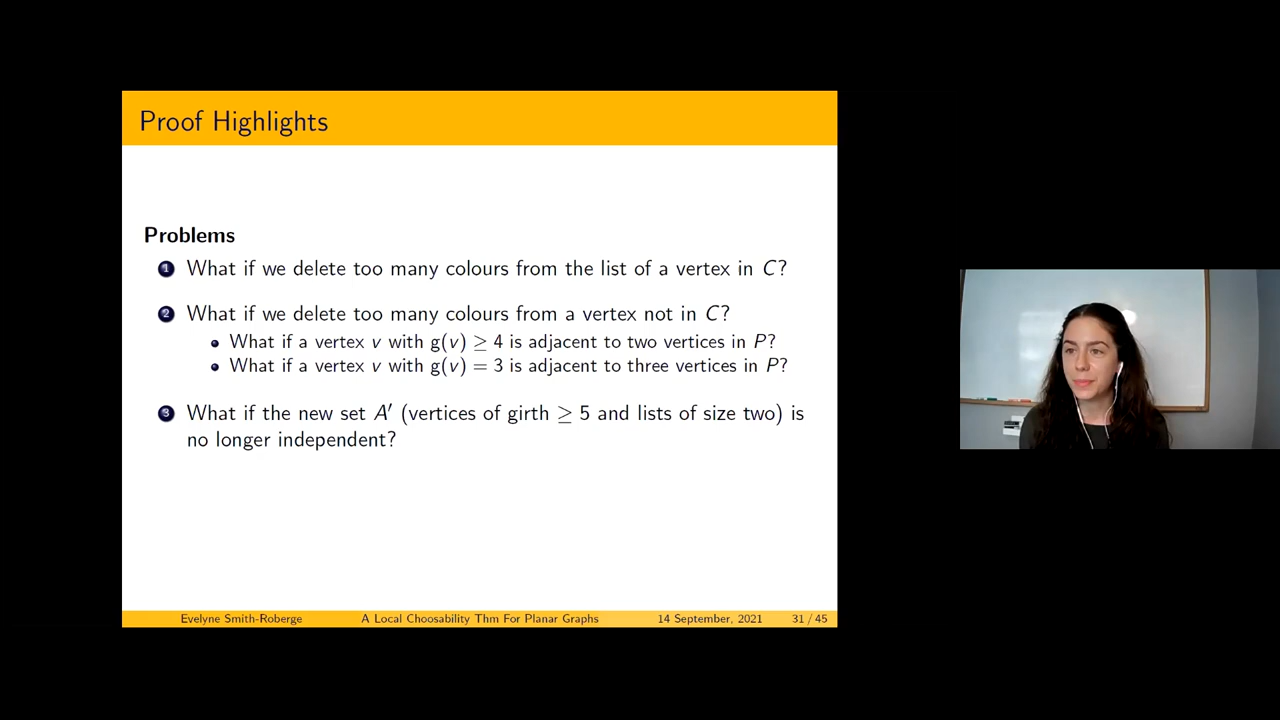 Proof Highlights
Problems
1 What if we delete too many colours from the list of a vertex in C?
2 What if we delete too many colours from a vertex not in C?
• What if a vertex v with g(v) ≥ 4 is adjacent to two vertices in P?
• What if a vertex v with g(v) = 3 is adjacent to three vertices in P?
3 What if the new set A′ (vertices of girth ≥ 5 and lists of size two) is
no longer independent?
Evelyne Smith-Roberge A Local Choosability Thm For Planar Graphs 14 September, 2021 31 / 45